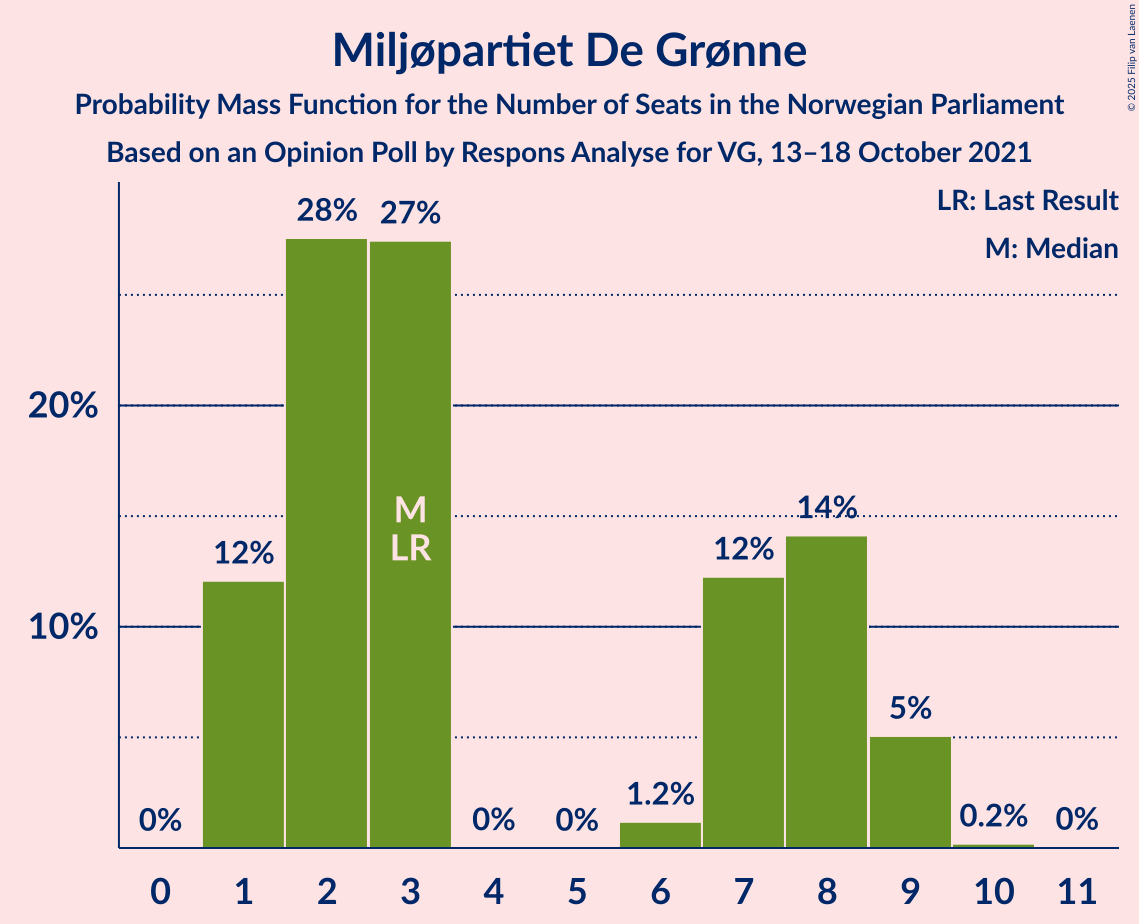 Miljøpartiet De Grønne
Probability Mass Function for the Number of Seats in the Norwegian Parliament
Based on an Opinion Poll by Respons Analyse for VG, 13–18 October 2021
© 2025 Filip van Laenen
LR: Last Result
M: Median
28%
27%
20%
M
LR
14%
12%
12%
10%
5%
1.2%
0%
0%
0%
0.2%
0%
0 1 2 3 4 5 6 7 8 9 10 11